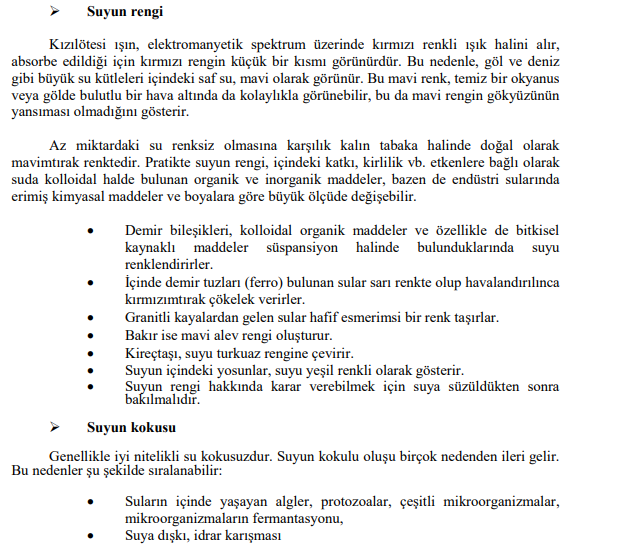 ➢ Suyun rengi
Kızılötesi ışın, elektromanyetik spektrum üzerinde kırmızı renkli ışık halini alır,
absorbe edildiği için kırmızı rengin küçük bir kısmı görünürdür. Bu nedenle, göl ve deniz
gibi büyük su kütleleri içindeki saf su, mavi olarak görünür. Bu mavi renk, temiz bir okyanus
veya gölde bulutlu bir hava altında da kolaylıkla görünebilir, bu da mavi rengin gökyüzünün
yansıması olmadığını gösterir.
Az miktardaki su renksiz olmasına karşılık kalın tabaka halinde doğal olarak
mavimtırak renktedir. Pratikte suyun rengi, içindeki katkı, kirlilik vb. etkenlere bağlı olarak
suda kolloidal halde bulunan organik ve inorganik maddeler, bazen de endüstri sularında
erimiş kimyasal maddeler ve boyalara göre büyük ölçüde değişebilir.
• Demir bileşikleri, kolloidal organik maddeler ve özellikle de bitkisel
kaynaklı maddeler süspansiyon halinde bulunduklarında suyu
renklendirirler.
• İçinde demir tuzları (ferro) bulunan sular sarı renkte olup havalandırılınca
kırmızımtırak çökelek verirler.
• Granitli kayalardan gelen sular hafif esmerimsi bir renk taşırlar.
• Bakır ise mavi alev rengi oluşturur.
• Kireçtaşı, suyu turkuaz rengine çevirir.
• Suyun içindeki yosunlar, suyu yeşil renkli olarak gösterir.
• Suyun rengi hakkında karar verebilmek için suya süzüldükten sonra
bakılmalıdır.
➢ Suyun kokusu
Genellikle iyi nitelikli su kokusuzdur. Suyun kokulu oluşu birçok nedenden ileri gelir.
Bu nedenler şu şekilde sıralanabilir:
• Suların içinde yaşayan algler, protozoalar, çeşitli mikroorganizmalar,
mikroorganizmaların fermantasyonu,
• Suya dışkı, idrar karışması